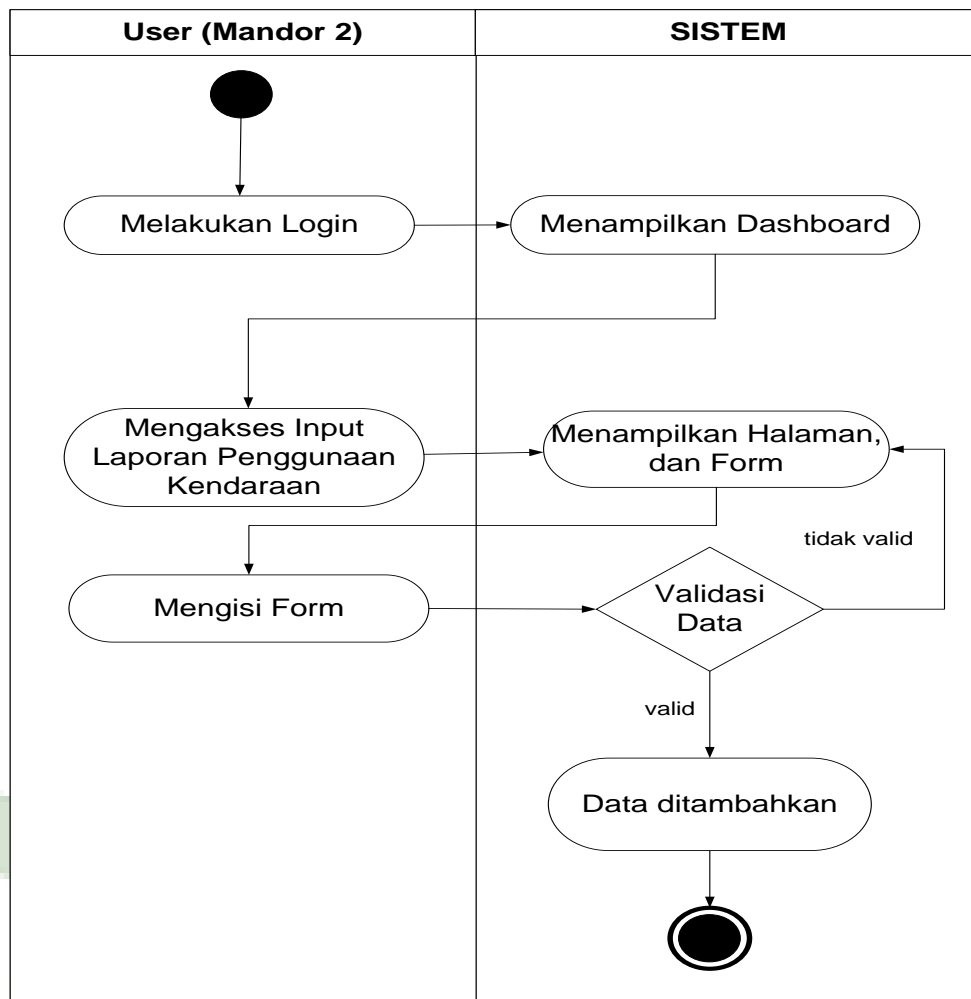 User (Mandor 2)
SISTEM
Melakukan Login
Menampilkan Dashboard
Mengakses Input
Laporan Penggunaan
Kendaraan
Menampilkan Halaman,
dan Form
tidak valid
Mengisi Form
Validasi
Data
valid
Data ditambahkan